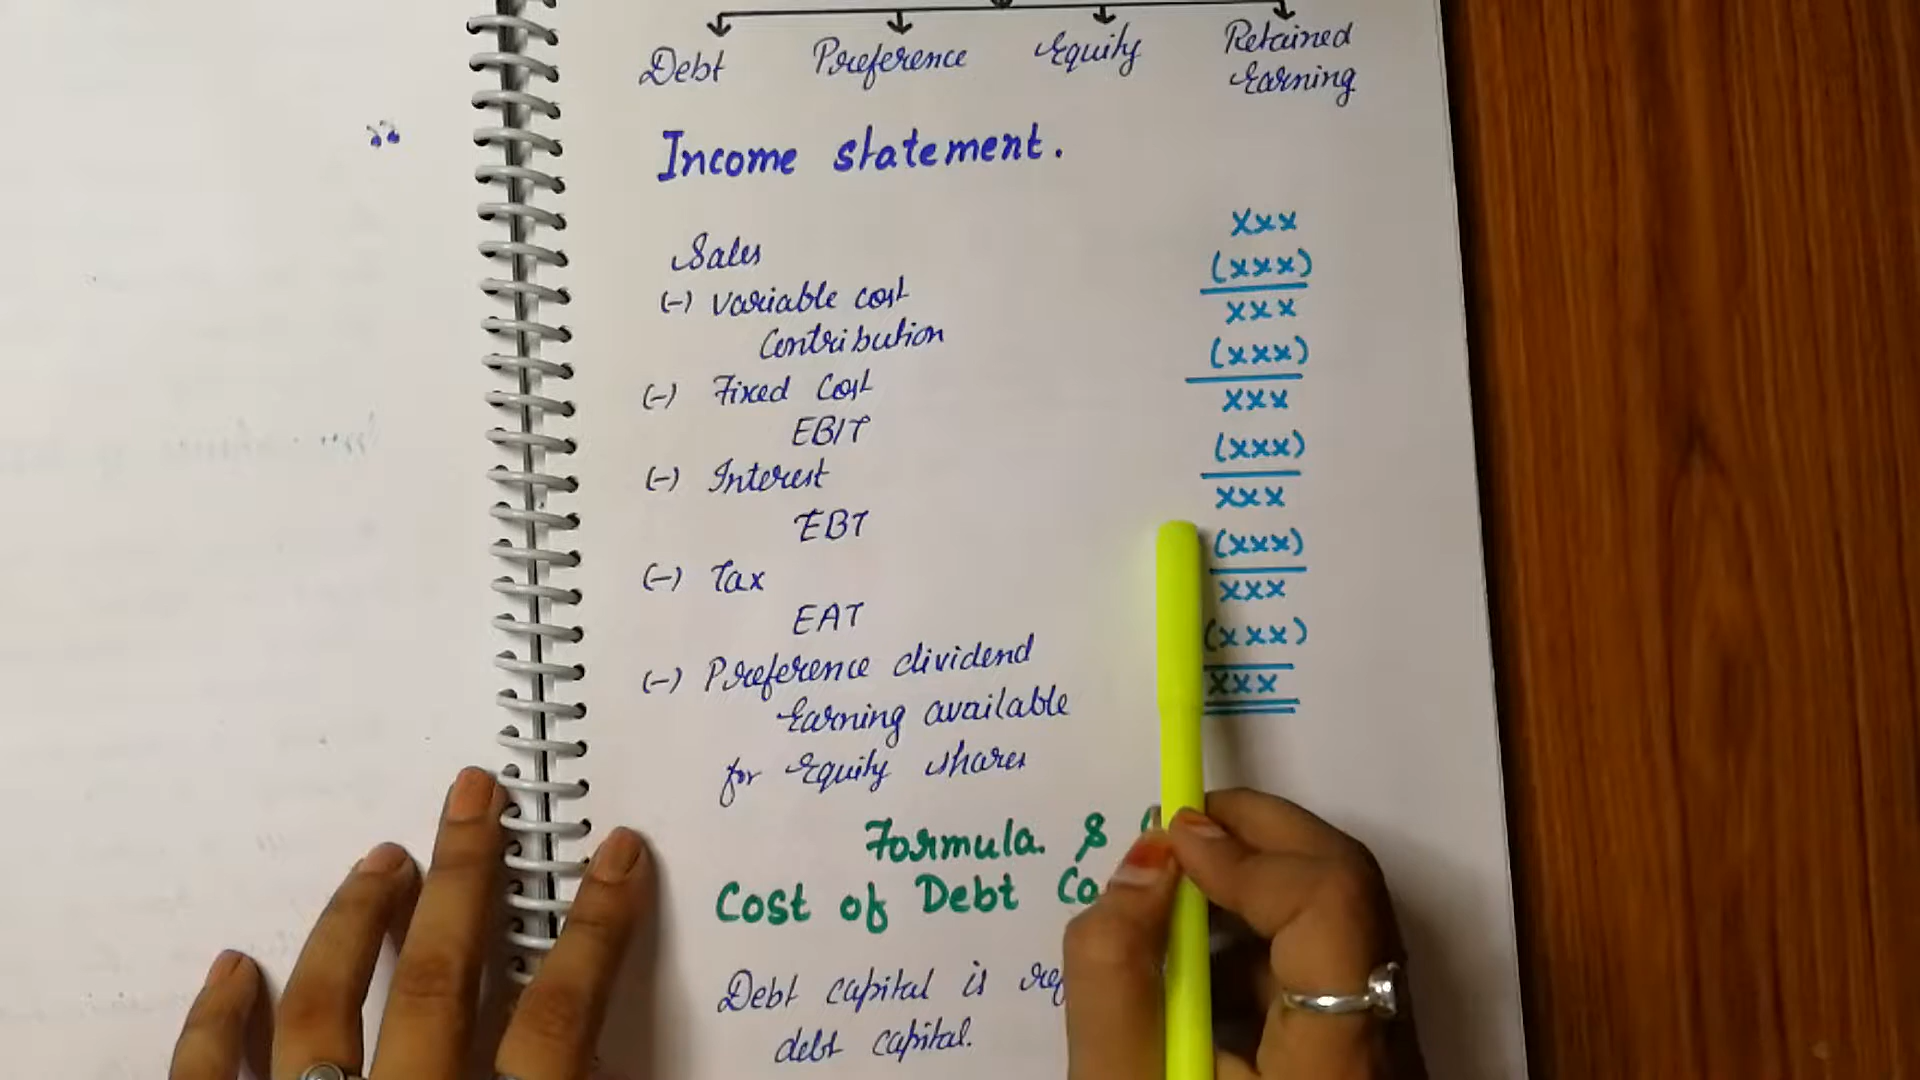 Debt Preference Equity Retained Earning
Income statement.
Sales xxx
(-) Variable cost (xxx)
Contribution xxx
(-) Fixed Cost (xxx)
EBIT xxx
(-) Interest (xxx)
EBT xxx
(-) Tax (xxx)
EAT xxx
(-) Preference dividend (xxx)
Earning available xxx
for Equity shares
Formula &
Cost of Debt
Debt capital is
debt capital.